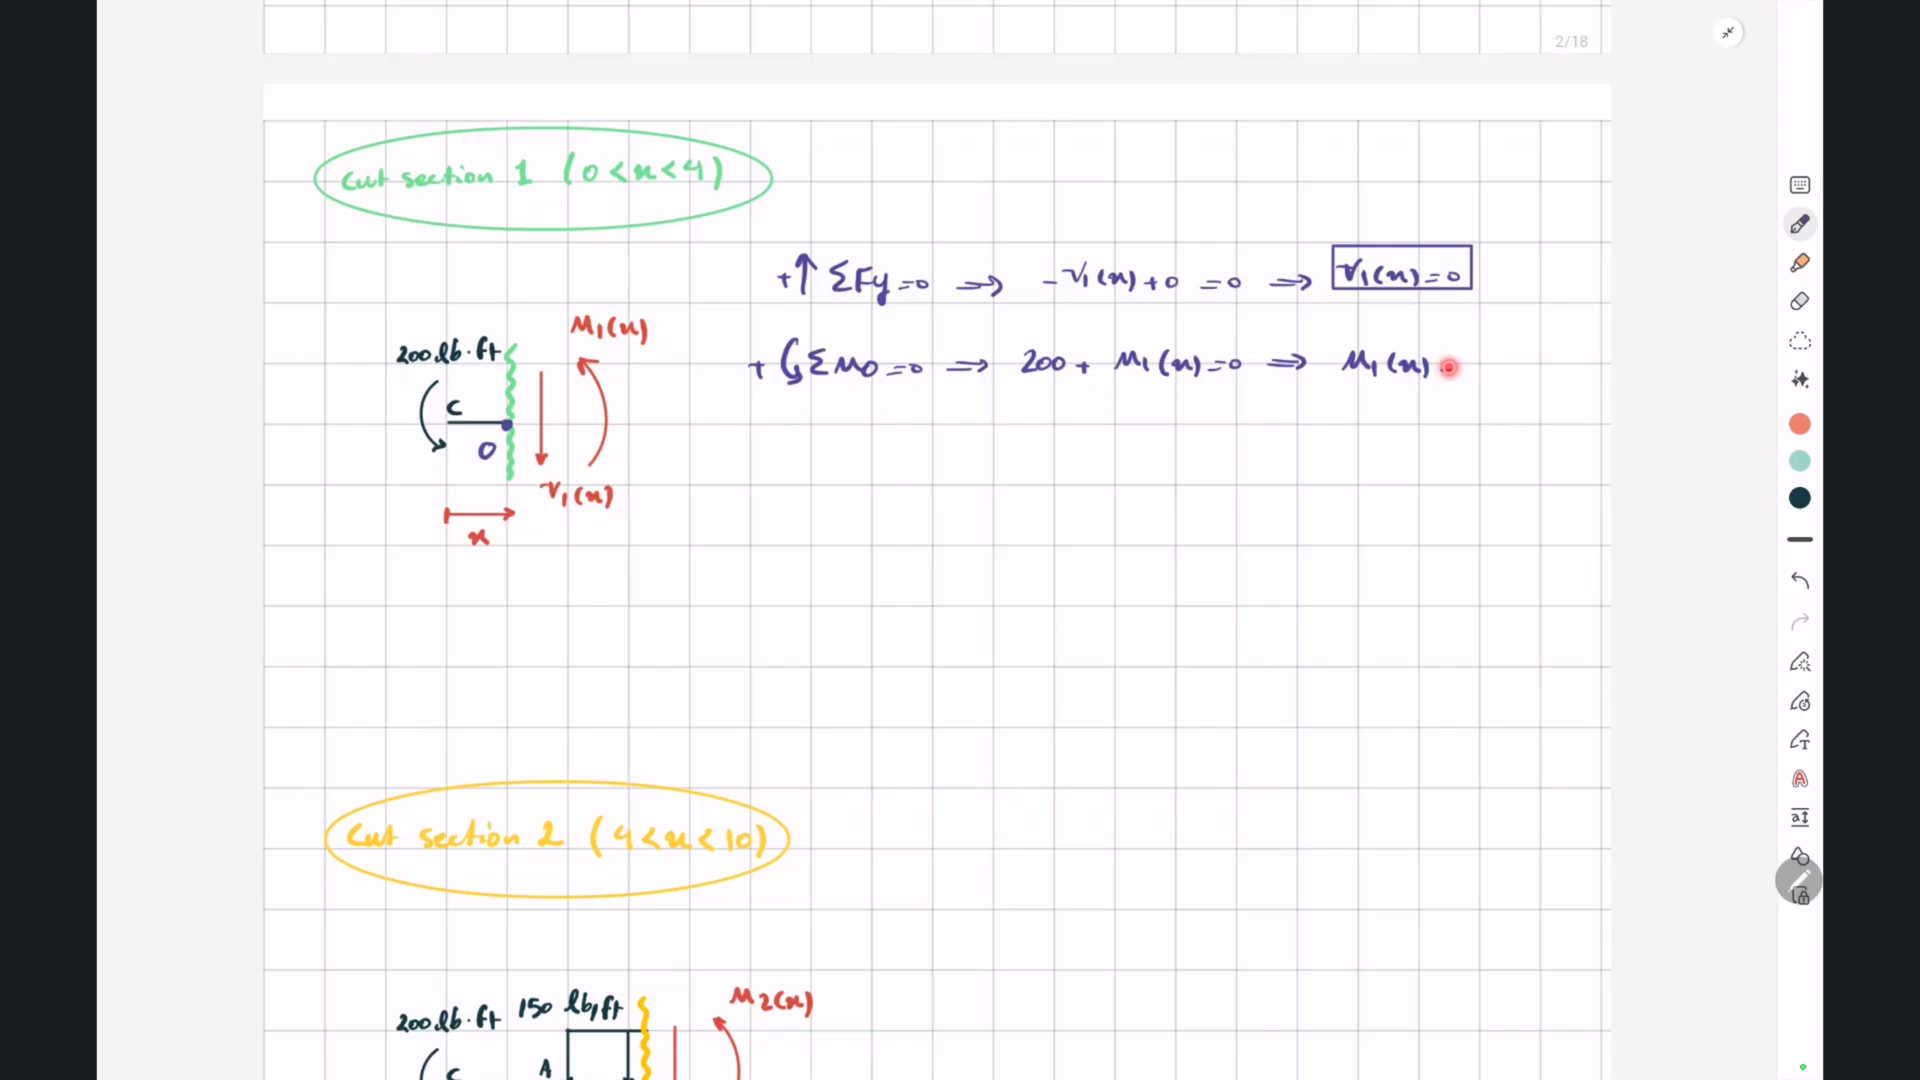 2/18
Cut section 1 (0<x<4)
+↑ ΣFy=0 → -V1(x)+0 =0 → V1(x)=0
M1(x)
200 lb·ft
+ ΣMO=0 → 200 + M1(x)=0 → M1(x)
C
O
V1(x)
x
Cut section 2 (4<x<10)
200 lb·ft 150 lb/ft M2(x)
C A